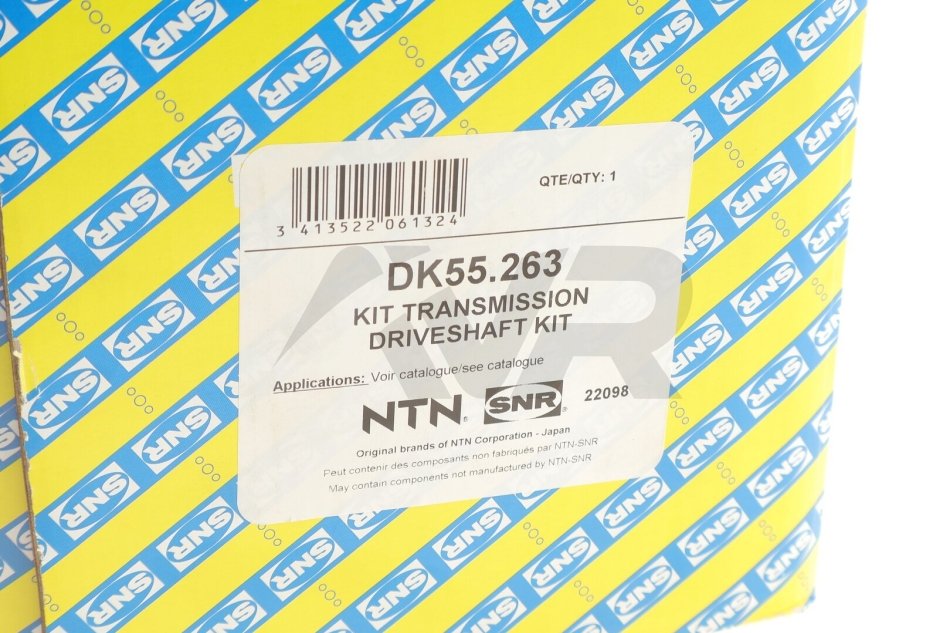 QTE/QTY: 1
3 413522 061324
DK55.263
KIT TRANSMISSION
DRIVESHAFT KIT
Applications: Voir catalogue/see catalogue
NTN® SNR® 22098
Original brands of NTN Corporation - Japan
Peut contenir des composants non fabriqués par NTN-SNR
May contain components not manufactured by NTN-SNR
SNR
VR